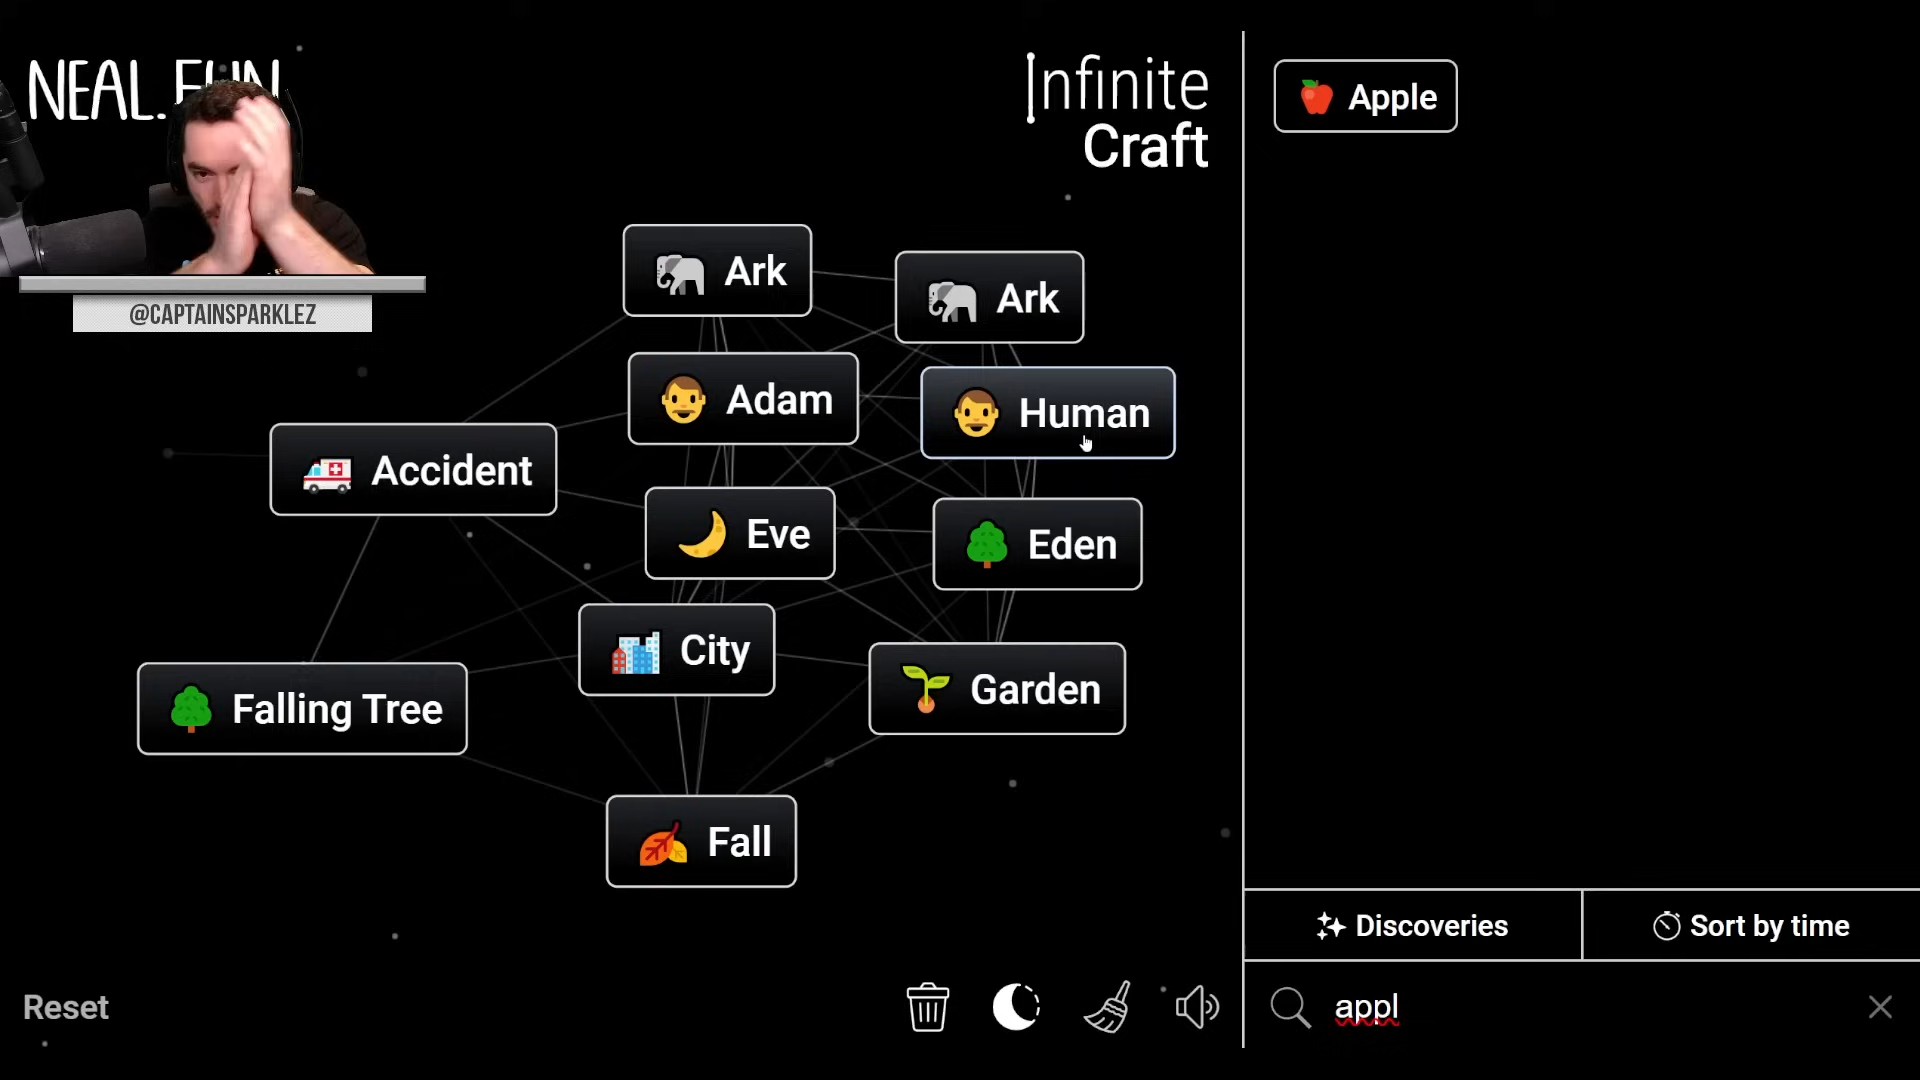 NEAL.FUN
Infinite
Craft
Apple
@CAPTAINSPARKLEZ
Ark
Ark
Adam
Human
Accident
Eve
Eden
City
Garden
Falling Tree
Fall
Discoveries
Sort by time
Reset
appl